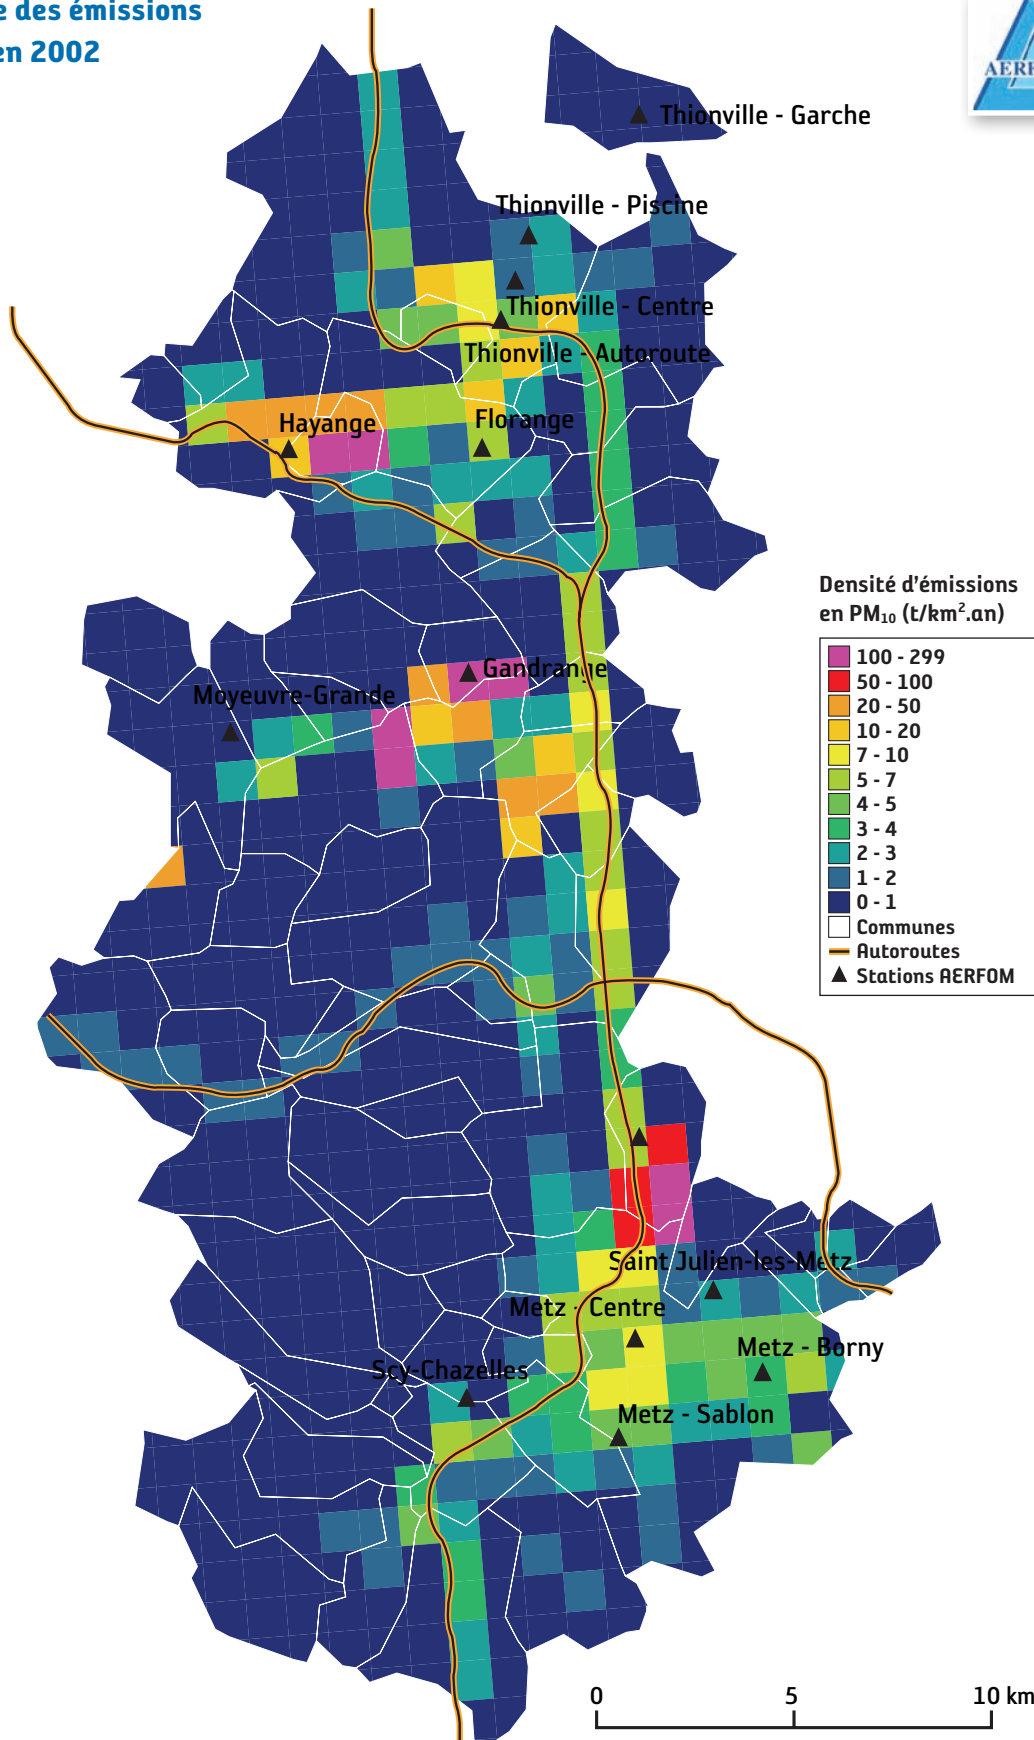 e des émissions
en 2002
AERF
Thionville - Garche
Thionville - Piscine
Thionville - Centre
Thionville - Autoroute
Hayange
Florange
Densité d'émissions
en PM₁₀ (t/km².an)
100 - 299
50 - 100
20 - 50
10 - 20
7 - 10
5 - 7
4 - 5
3 - 4
2 - 3
1 - 2
0 - 1
Communes
Autoroutes
Stations AERFOM
Gandrange
Moyeuvre-Grande
Saint Julien-les-Metz
Metz - Centre
Metz - Borny
Scy-Chazelles
Metz - Sablon
0 5 10 km